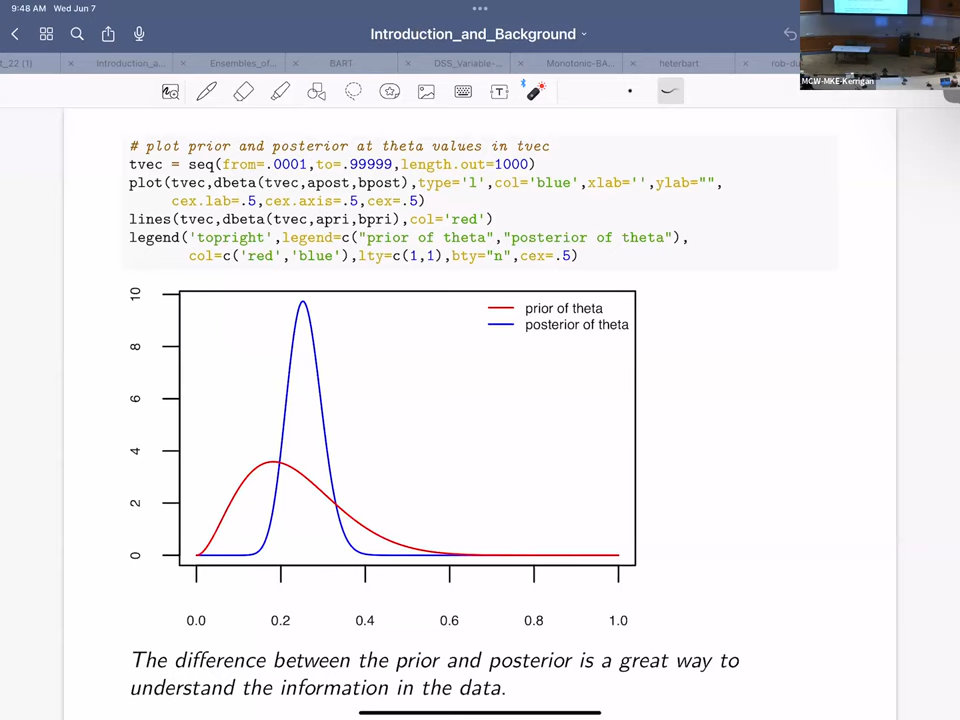 9:48 AM Wed Jun 7
Introduction_and_Background
t_22 (1)
Introduction_a...
Ensembles_of...
BART
DSS_Variable-...
Monotonic-BA...
heterbart
rob-du
MCW-MKE-Kerrigan
# plot prior and posterior at theta values in tvec
tvec = seq(from=.0001,to=.99999,length.out=1000)
plot(tvec,dbeta(tvec,apost,bpost),type='l',col='blue',xlab='',ylab="",
cex.lab=.5,cex.axis=.5,cex=.5)
lines(tvec,dbeta(tvec,apri,bpri),col='red')
legend('topright',legend=c("prior of theta","posterior of theta"),
col=c('red','blue'),lty=c(1,1),bty="n",cex=.5)
prior of theta
posterior of theta
10
8
6
4
2
0
0.0 0.2 0.4 0.6 0.8 1.0
The difference between the prior and posterior is a great way to
understand the information in the data.